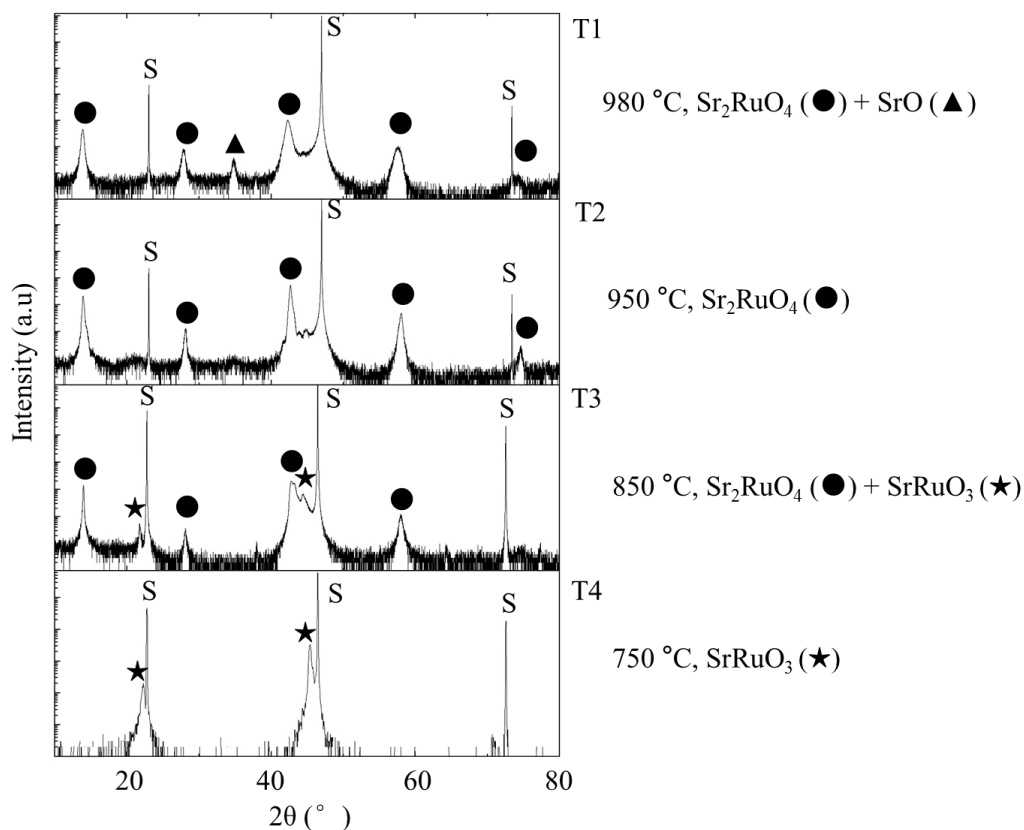 T1
S
S
S
980 °C, Sr₂RuO₄ (●) + SrO (▲)
T2
S
S
S
950 °C, Sr₂RuO₄ (●)
T3
S
S
S
850 °C, Sr₂RuO₄ (●) + SrRuO₃ (★)
T4
S
S
S
750 °C, SrRuO₃ (★)
Intensity (a.u)
20 40 60 80
2θ (°)